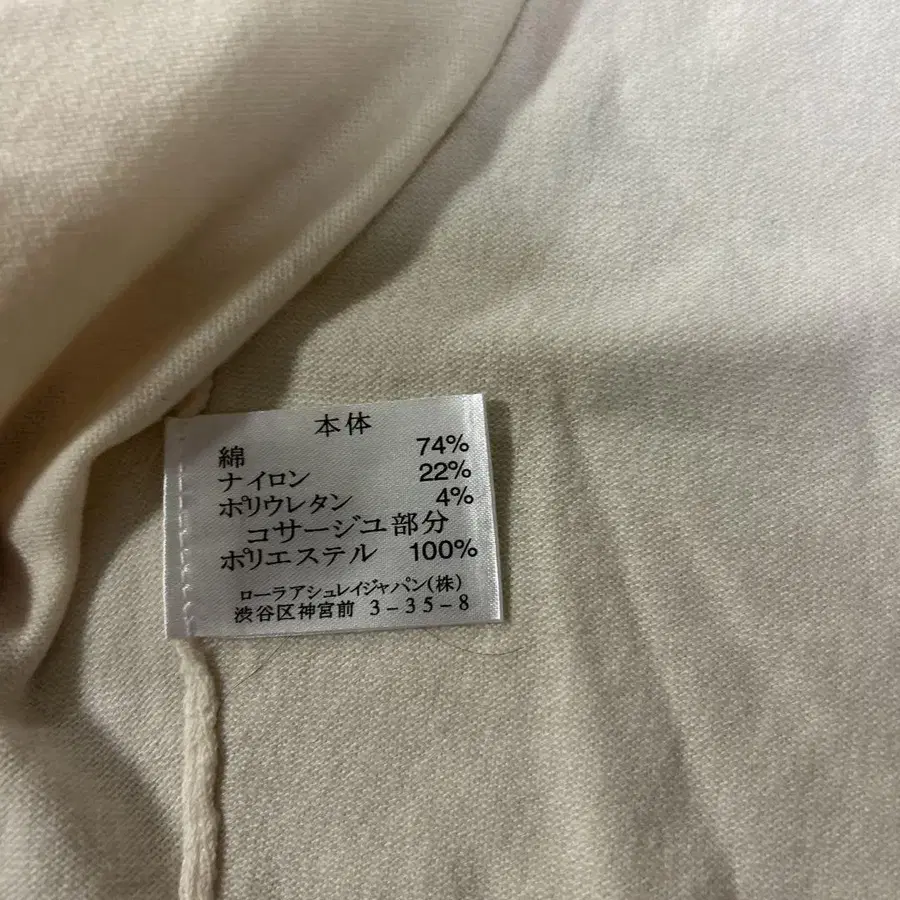 本体
綿 74%
ナイロン 22%
ポリウレタン 4%
コサージユ部分
ポリエステル 100%
ローラアシュレイジャパン(株)
渋谷区神宮前 3-35-8